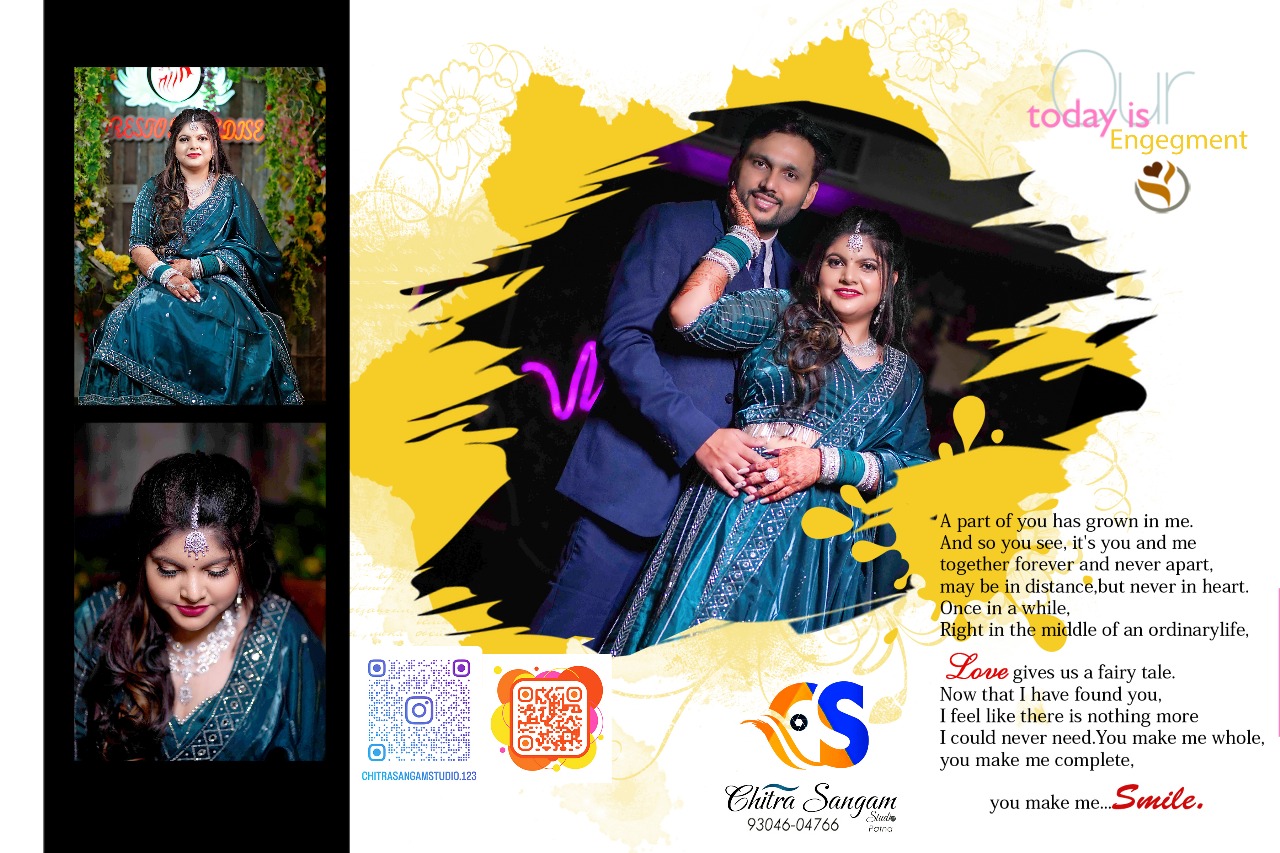 Our
today is
Engegment
A part of you has grown in me.
And so you see, it's you and me
together forever and never apart,
may be in distance,but never in heart.
Once in a while,
Right in the middle of an ordinarylife,
Love gives us a fairy tale.
Now that I have found you,
I feel like there is nothing more
I could never need.You make me whole,
you make me complete,
you make me...Smile.
CHITRASANGAMSTUDIO.123
CS
Chitra Sangam
Studio
93046-04766
Patna